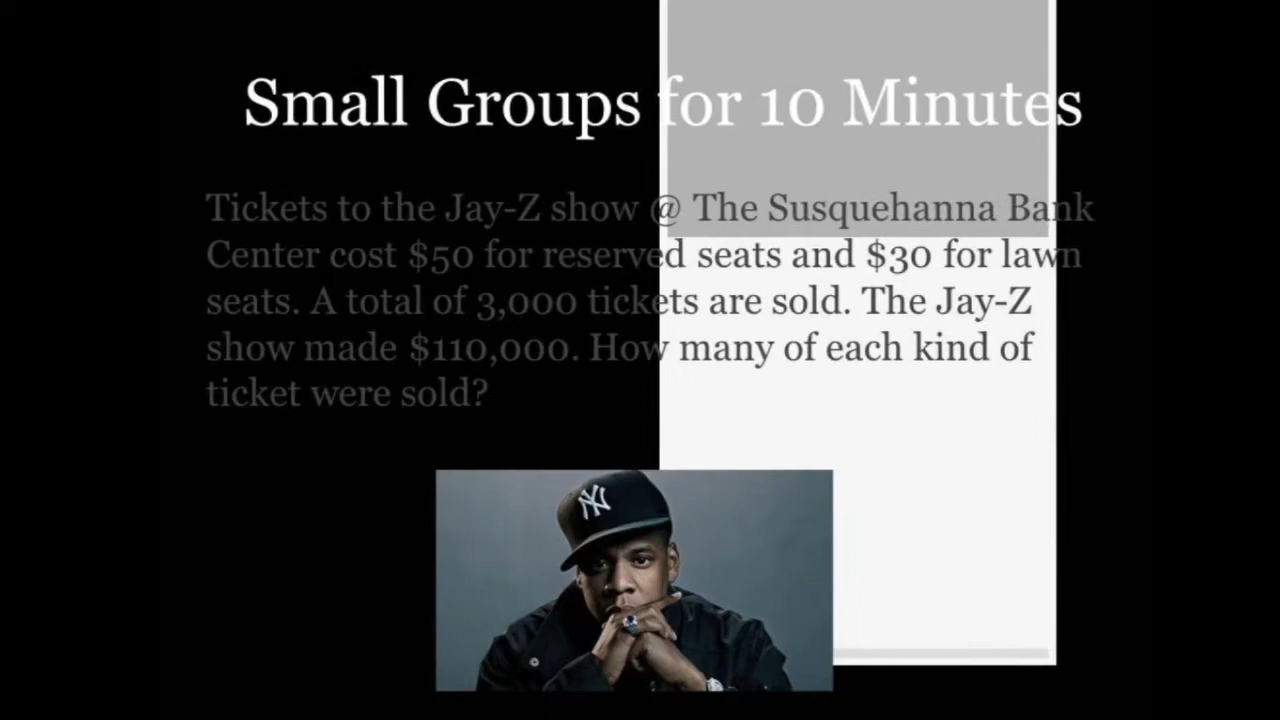 Small Groups for 10 Minutes
Tickets to the Jay-Z show @ The Susquehanna Bank
Center cost $50 for reserved seats and $30 for lawn
seats. A total of 3,000 tickets are sold. The Jay-Z
show made $110,000. How many of each kind of
ticket were sold?
NY